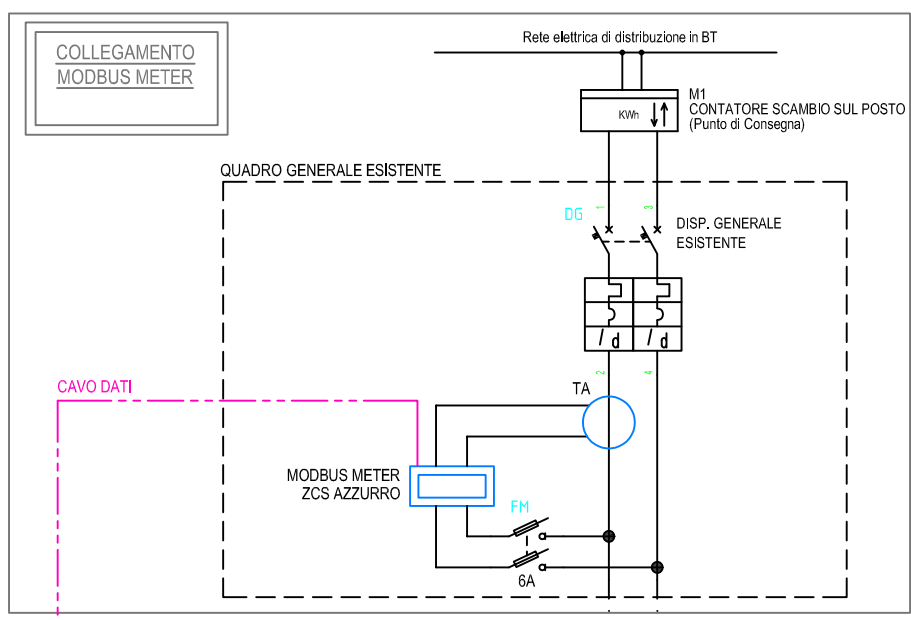 COLLEGAMENTO
MODBUS METER
Rete elettrica di distribuzione in BT
M1
CONTATORE SCAMBIO SUL POSTO
(Punto di Consegna)
KWh
QUADRO GENERALE ESISTENTE
DG
1
3
DISP. GENERALE
ESISTENTE
/ d
/ d
2
4
CAVO DATI
TA
MODBUS METER
ZCS AZZURRO
FM
6A